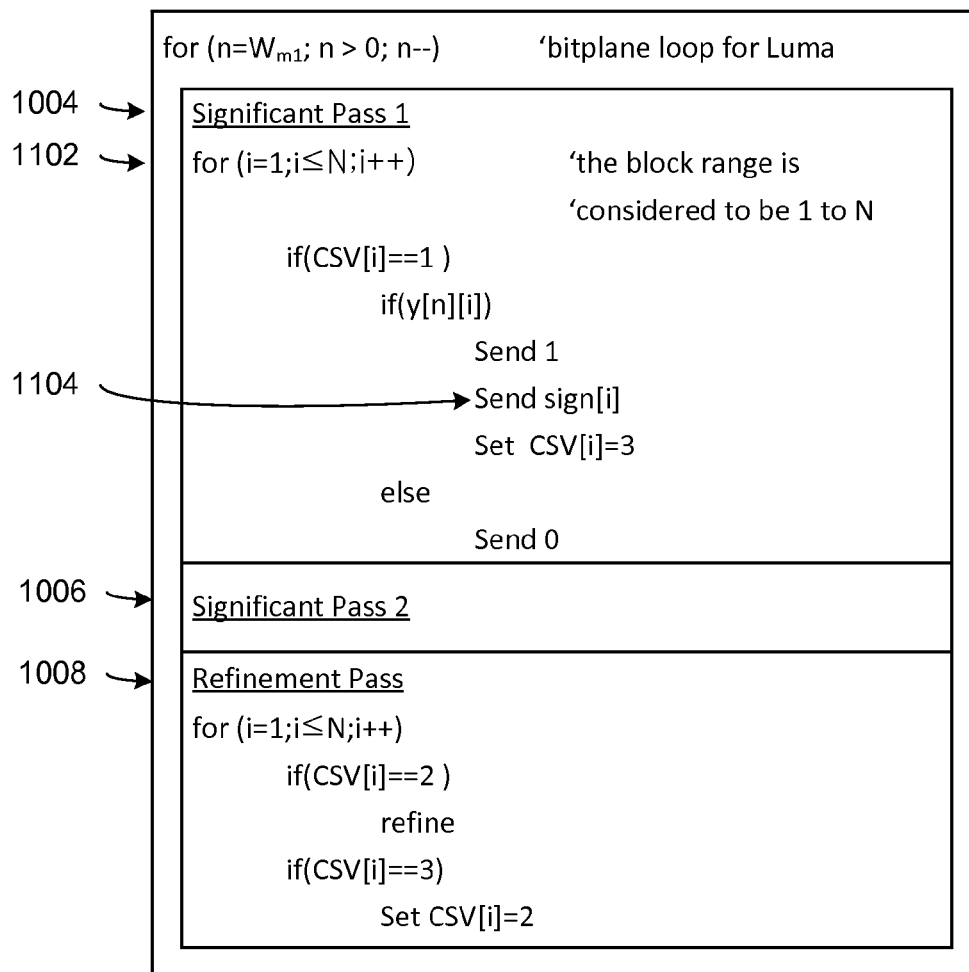 for (n=Wm1; n > 0; n--) ‘bitplane loop for Luma
1004 Significant Pass 1
1102 for (i=1;i≤N;i++) ‘the block range is
‘considered to be 1 to N
if(CSV[i]==1 )
if(y[n][i])
Send 1
1104 Send sign[i]
Set CSV[i]=3
else
Send 0
1006 Significant Pass 2
1008 Refinement Pass
for (i=1;i≤N;i++)
if(CSV[i]==2 )
refine
if(CSV[i]==3)
Set CSV[i]=2